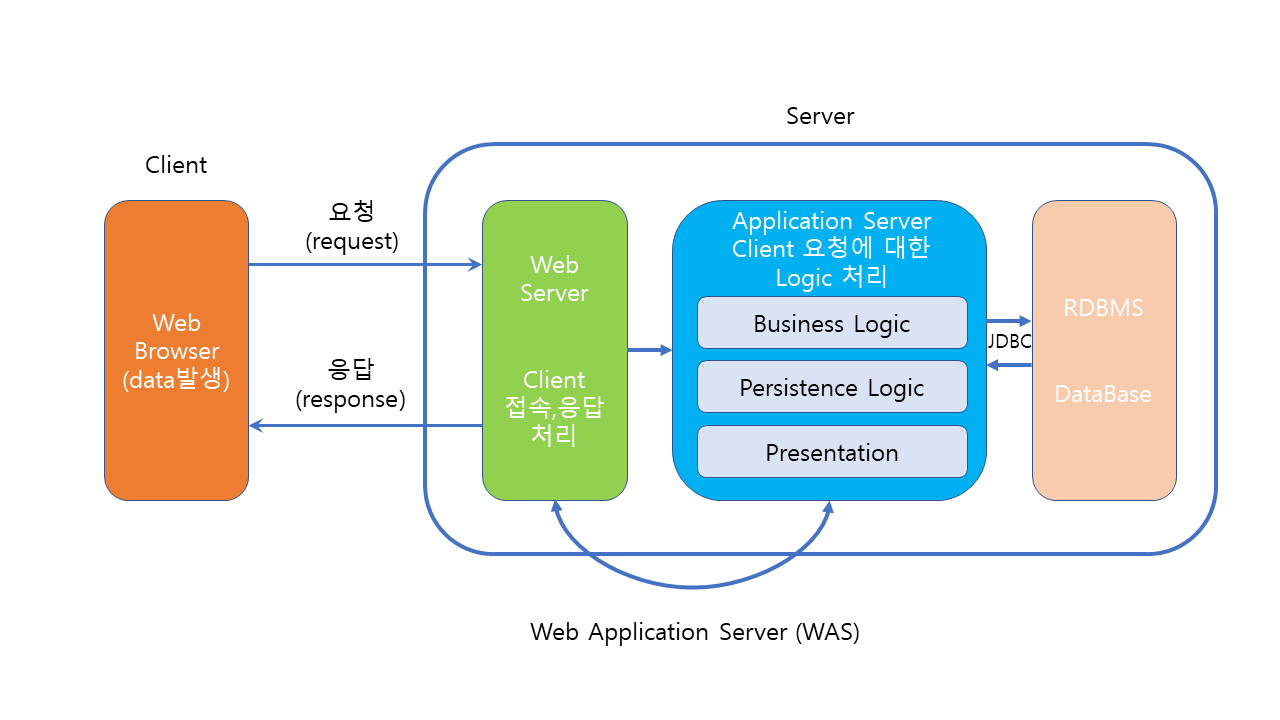 Server
Client
요청
(request)
응답
(response)
Web
Browser
(data발생)
Web
Server
Client
접속,응답
처리
Application Server
Client 요청에 대한
Logic 처리
Business Logic
Persistence Logic
Presentation
JDBC
RDBMS
DataBase
Web Application Server (WAS)